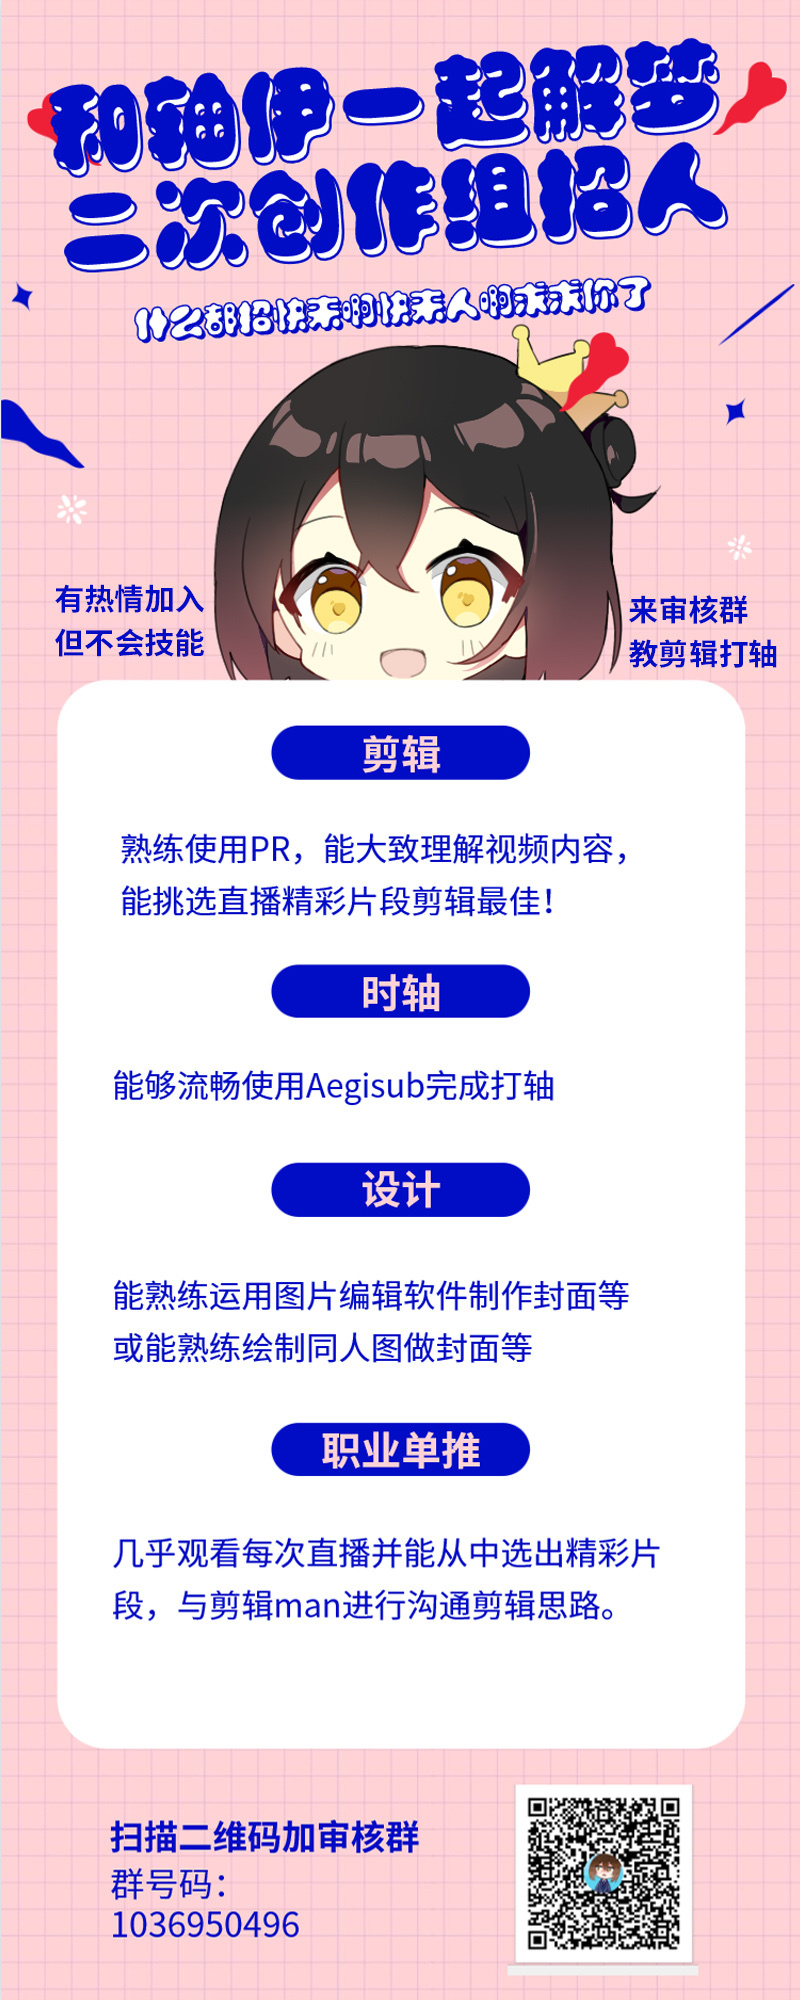 和轴伊一起解梦
二次创作组招人
什么都招快来啊快来人啊求求你了
有热情加入
但不会技能
来审核群
教剪辑打轴
剪辑
熟练使用PR，能大致理解视频内容，
能挑选直播精彩片段剪辑最佳！
时轴
能够流畅使用Aegisub完成打轴
设计
能熟练运用图片编辑软件制作封面等
或能熟练绘制同人图做封面等
职业单推
几乎观看每次直播并能从中选出精彩片
段，与剪辑man进行沟通剪辑思路。
扫描二维码加审核群
群号码：
1036950496